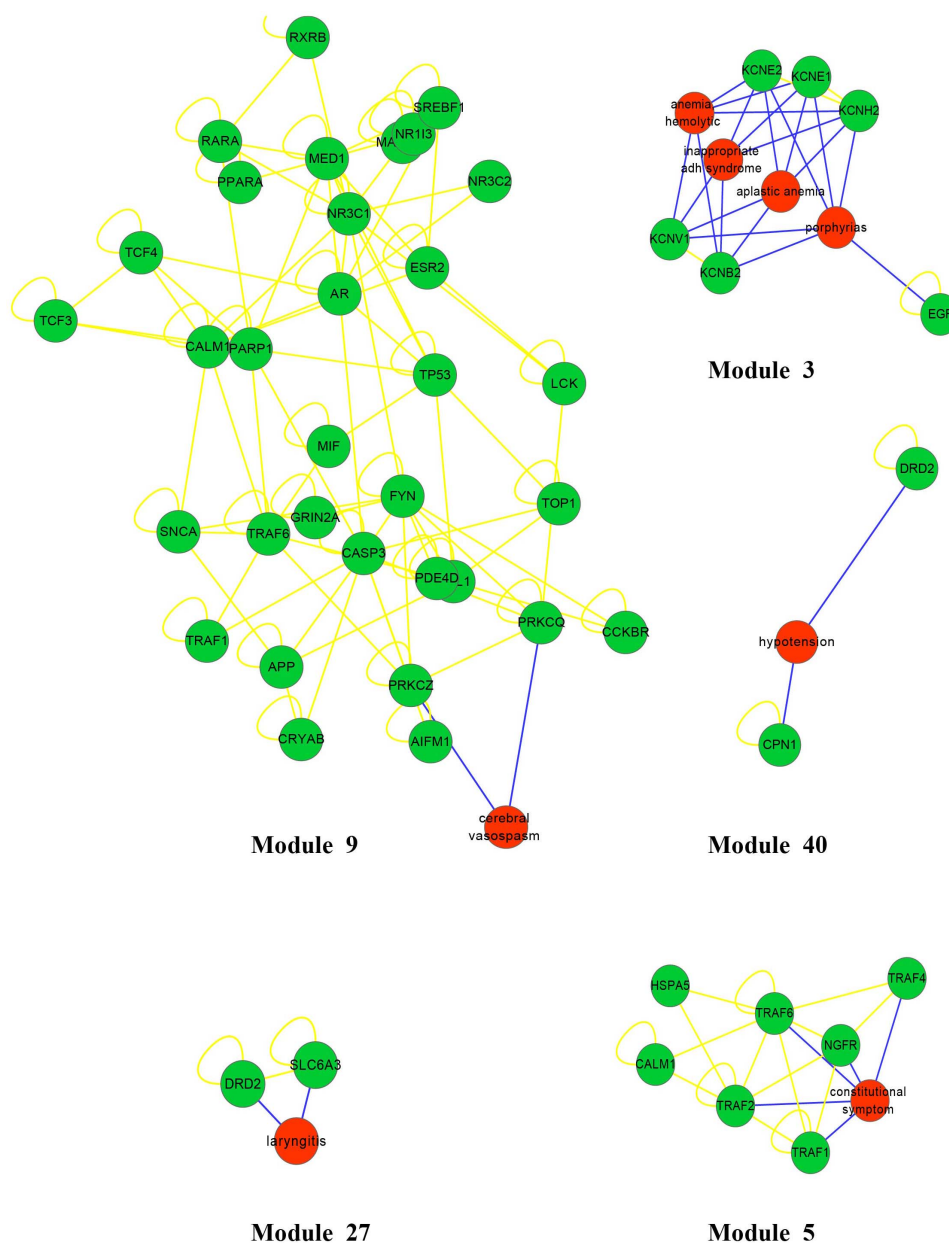 RXRB
SREBF1
NR1I3
RARA
MED1
PPARA
NR3C2
NR3C1
TCF4
ESR2
AR
TCF3
CALM1
PARP1
TP53
LCK
MIF
FYN
GRIN2A
TOP1
SNCA
TRAF6
CASP3
PDE4D
PRKCQ
CCKBR
TRAF1
APP
PRKCZ
CRYAB
AIFM1
cerebral
vasospasm
Module 9
KCNE2
KCNE1
anemia
hemolytic
KCNH2
inappropriate
adh syndrome
aplastic anemia
porphyrias
KCNV1
KCNB2
Module 3
DRD2
hypotension
CPN1
Module 40
SLC6A3
DRD2
laryngitis
Module 27
HSPA5
TRAF4
TRAF6
NGFR
CALM1
constitutional
symptom
TRAF2
TRAF1
Module 5